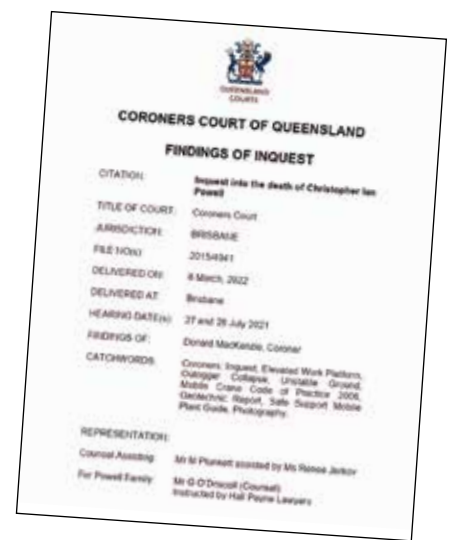 QUEENSLAND
COURTS
CORONERS COURT OF QUEENSLAND
FINDINGS OF INQUEST
CITATION: Inquest into the death of Christopher Ian
Powell
TITLE OF COURT: Coroners Court
JURISDICTION: BRISBANE
FILE NO(s): 2015/4941
DELIVERED ON: 8 March, 2022
DELIVERED AT: Brisbane
HEARING DATE(s): 27 and 28 July 2021
FINDINGS OF: Donald MacKenzie, Coroner
CATCHWORDS: Coroners: Inquest, Elevated Work Platform,
Outrigger Collapse, Unstable Ground,
Mobile Crane Code of Practice 2006,
Geotechnic Report, Safe Support Mobile
Plant Guide, Photography.
REPRESENTATION:
Counsel Assisting: Mr M Plunkett assisted by Ms Renee Jerkov
For Powell Family: Mr G O'Driscoll (Counsel)
Instructed by Hall Payne Lawyers